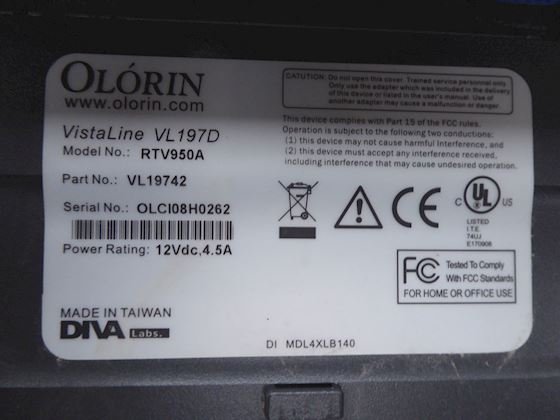 OLÓRIN
www.olorin.com
VistaLine VL197D
Model No.: RTV950A
Part No.: VL19742
Serial No.: OLCI08H0262
Power Rating: 12Vdc,4.5A
MADE IN TAIWAN
DIVA Labs.
CAUTION: Do not open this cover. Trained service personnel only.
Only use the adapter which was included in the delivery
of this device or listed in the user's manual. Use of
another adapter may cause a malfunction or danger.
This device complies with Part 15 of the FCC rules.
Operation is subject to the following two conductions:
(1) this device may not cause harmful Interference, and
(2) this device must accept any interference received,
including interference that may cause undesired operation.
CE
C UL US
LISTED
I.T.E.
74UJ
E170908
FC Tested To Comply
With FCC Standards
FOR HOME OR OFFICE USE
DI MDL4XLB140